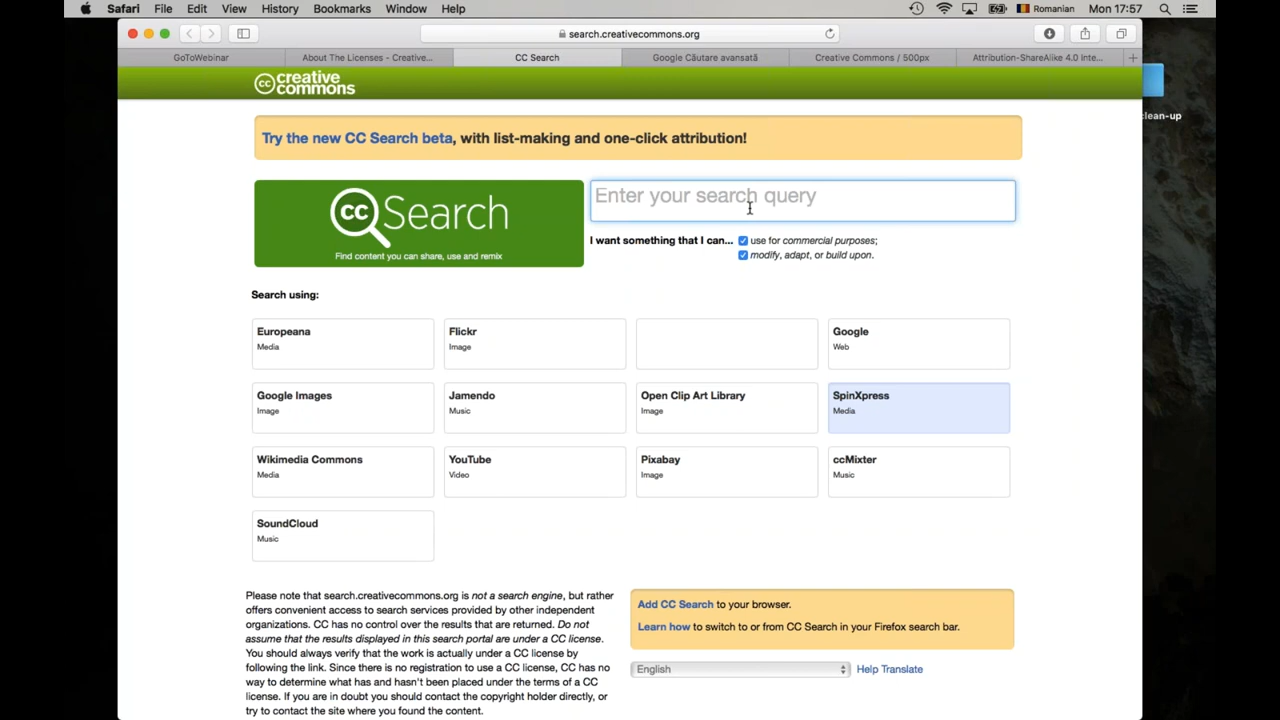 Safari File Edit View History Bookmarks Window Help Romanian Mon 17:57
search.creativecommons.org
GoToWebinar About The Licenses - Creative... CC Search Google Căutare avansată Creative Commons / 500px Attribution-ShareAlike 4.0 Inte...
clean-up
cc creative commons
Try the new CC Search beta, with list-making and one-click attribution!
cc Search
Find content you can share, use and remix
Enter your search query
I want something that I can... use for commercial purposes;
modify, adapt, or build upon.
Search using:
Europeana Flickr Google
Media Image Web
Google Images Jamendo Open Clip Art Library SpinXpress
Image Music Image Media
Wikimedia Commons YouTube Pixabay ccMixter
Media Video Image Music
SoundCloud
Music
Please note that search.creativecommons.org is not a search engine, but rather
offers convenient access to search services provided by other independent
organizations. CC has no control over the results that are returned. Do not
assume that the results displayed in this search portal are under a CC license.
You should always verify that the work is actually under a CC license by
following the link. Since there is no registration to use a CC license, CC has no
way to determine what has and hasn't been placed under the terms of a CC
license. If you are in doubt you should contact the copyright holder directly, or
try to contact the site where you found the content.
Add CC Search to your browser.
Learn how to switch to or from CC Search in your Firefox search bar.
English Help Translate